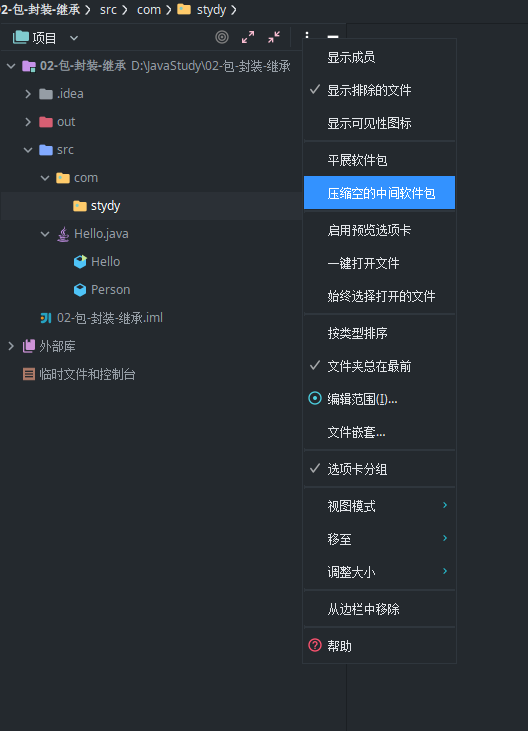 02-包-封装-继承 src com stydy
项目
02-包-封装-继承 D:\JavaStudy\02-包-封装-继承
.idea
out
src
com
stydy
Hello.java
Hello
Person
02-包-封装-继承.iml
外部库
临时文件和控制台
显示成员
显示排除的文件
显示可见性图标
平展软件包
压缩空的中间软件包
启用预览选项卡
一键打开文件
始终选择打开的文件
按类型排序
文件夹总在最前
编辑范围(I)...
文件嵌套...
选项卡分组
视图模式
移至
调整大小
从边栏中移除
帮助